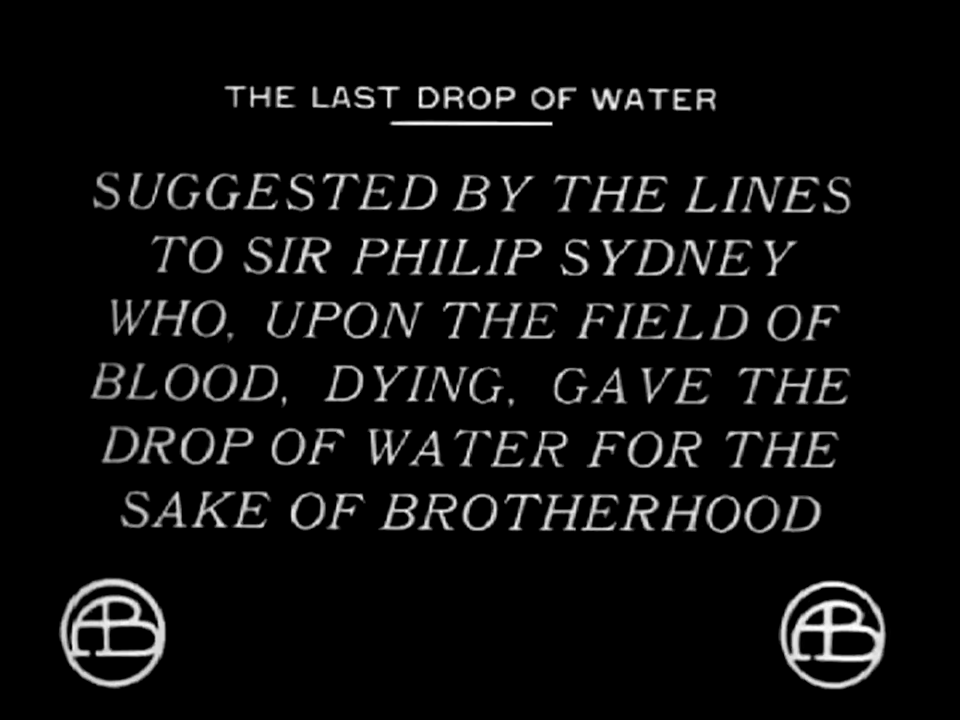 THE LAST DROP OF WATER
SUGGESTED BY THE LINES
TO SIR PHILIP SYDNEY
WHO, UPON THE FIELD OF
BLOOD, DYING, GAVE THE
DROP OF WATER FOR THE
SAKE OF BROTHERHOOD
AB AB